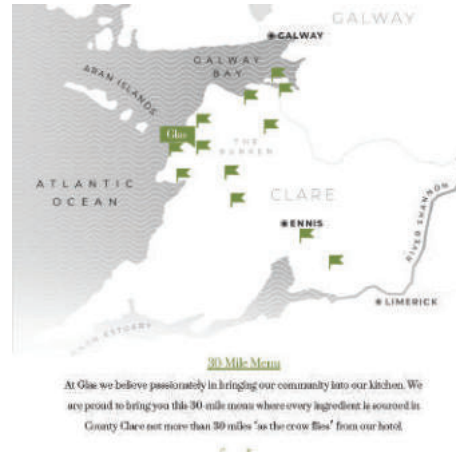 GALWAY
GALWAY
GALWAY
BAY
ARAN ISLANDS
Glas
THE
BURREN
ATLANTIC
OCEAN
CLARE
ENNIS
RIVER SHANNON
LIMERICK
ESTUARY
30 Mile Menu
At Glas we believe passionately in bringing our community into our kitchen. We
are proud to bring you this 30-mile menu where every ingredient is sourced in
County Clare not more than 30 miles "as the crow flies" from our hotel.